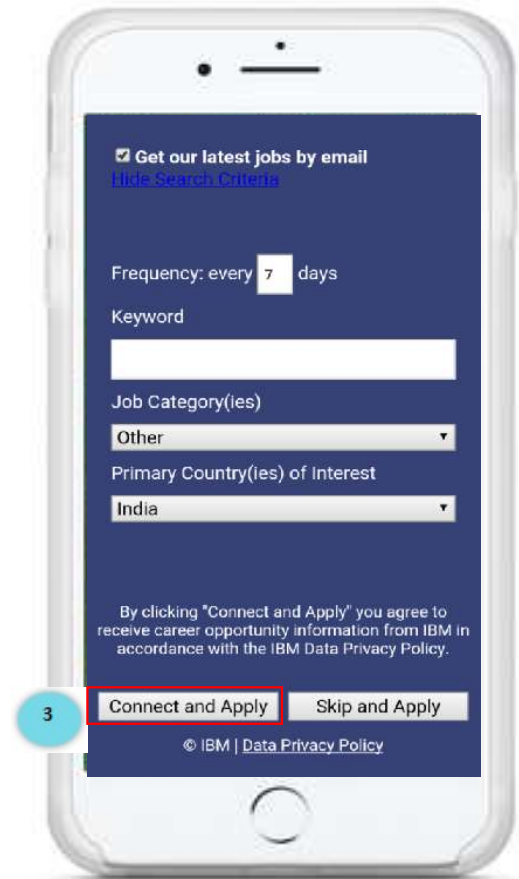 Get our latest jobs by email
Hide Search Criteria
Frequency: every 7 days
Keyword
Job Category(ies)
Other
Primary Country(ies) of Interest
India
By clicking "Connect and Apply" you agree to
receive career opportunity information from IBM in
accordance with the IBM Data Privacy Policy.
3 Connect and Apply Skip and Apply
© IBM | Data Privacy Policy